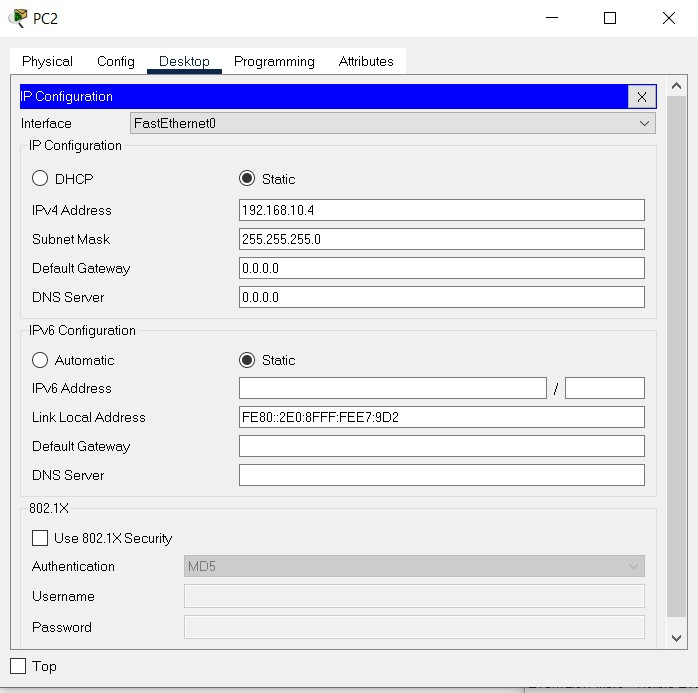 PC2
Physical Config Desktop Programming Attributes
IP Configuration X
Interface FastEthernet0
IP Configuration
DHCP Static
IPv4 Address 192.168.10.4
Subnet Mask 255.255.255.0
Default Gateway 0.0.0.0
DNS Server 0.0.0.0
IPv6 Configuration
Automatic Static
IPv6 Address /
Link Local Address FE80::2E0:8FFF:FEE7:9D2
Default Gateway
DNS Server
802.1X
Use 802.1X Security
Authentication MD5
Username
Password
Top